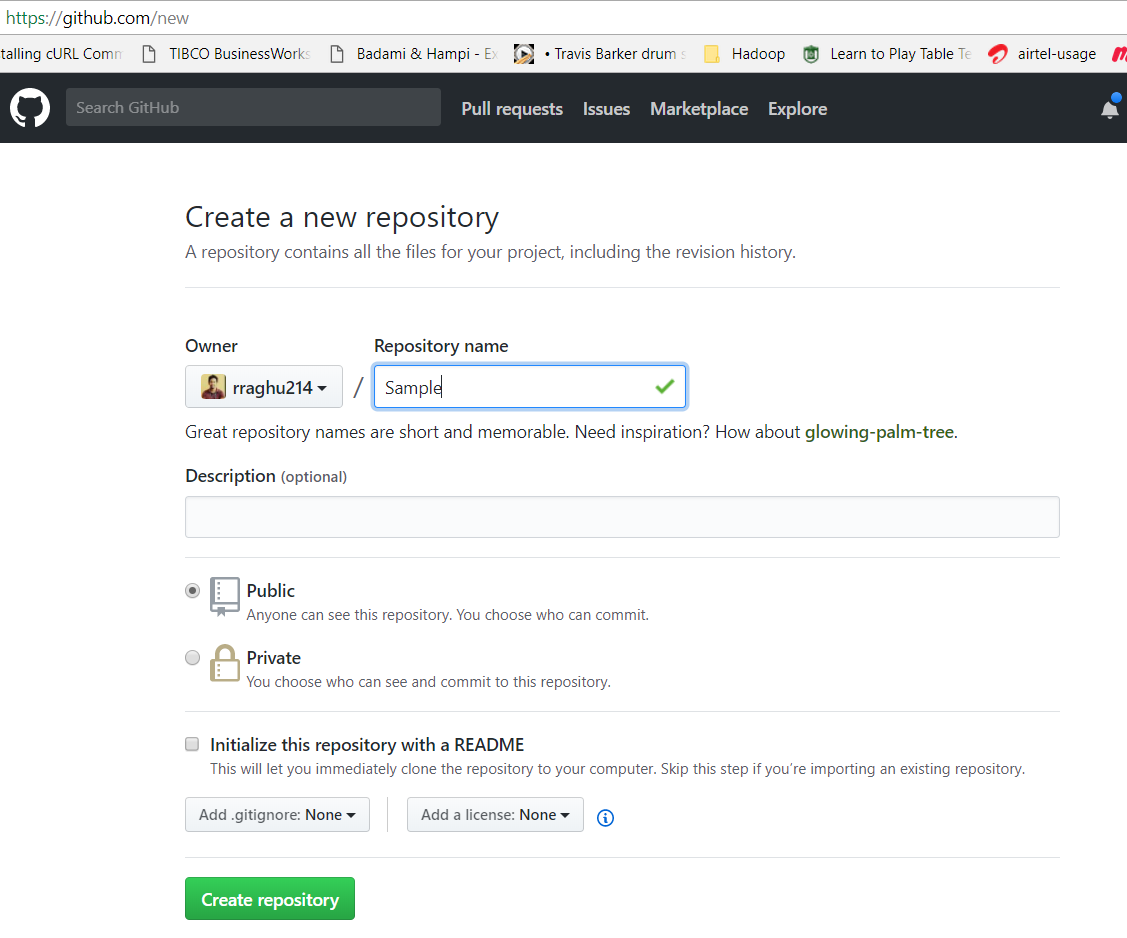 https://github.com/new
talling cURL Comm TIBCO BusinessWorks Badami & Hampi - Ex • Travis Barker drum s Hadoop Learn to Play Table Te airtel-usage
Search GitHub Pull requests Issues Marketplace Explore
Create a new repository
A repository contains all the files for your project, including the revision history.
Owner Repository name
rraghu214 / Sample
Great repository names are short and memorable. Need inspiration? How about glowing-palm-tree.
Description (optional)
Public
Anyone can see this repository. You choose who can commit.
Private
You choose who can see and commit to this repository.
Initialize this repository with a README
This will let you immediately clone the repository to your computer. Skip this step if you’re importing an existing repository.
Add .gitignore: None Add a license: None
Create repository